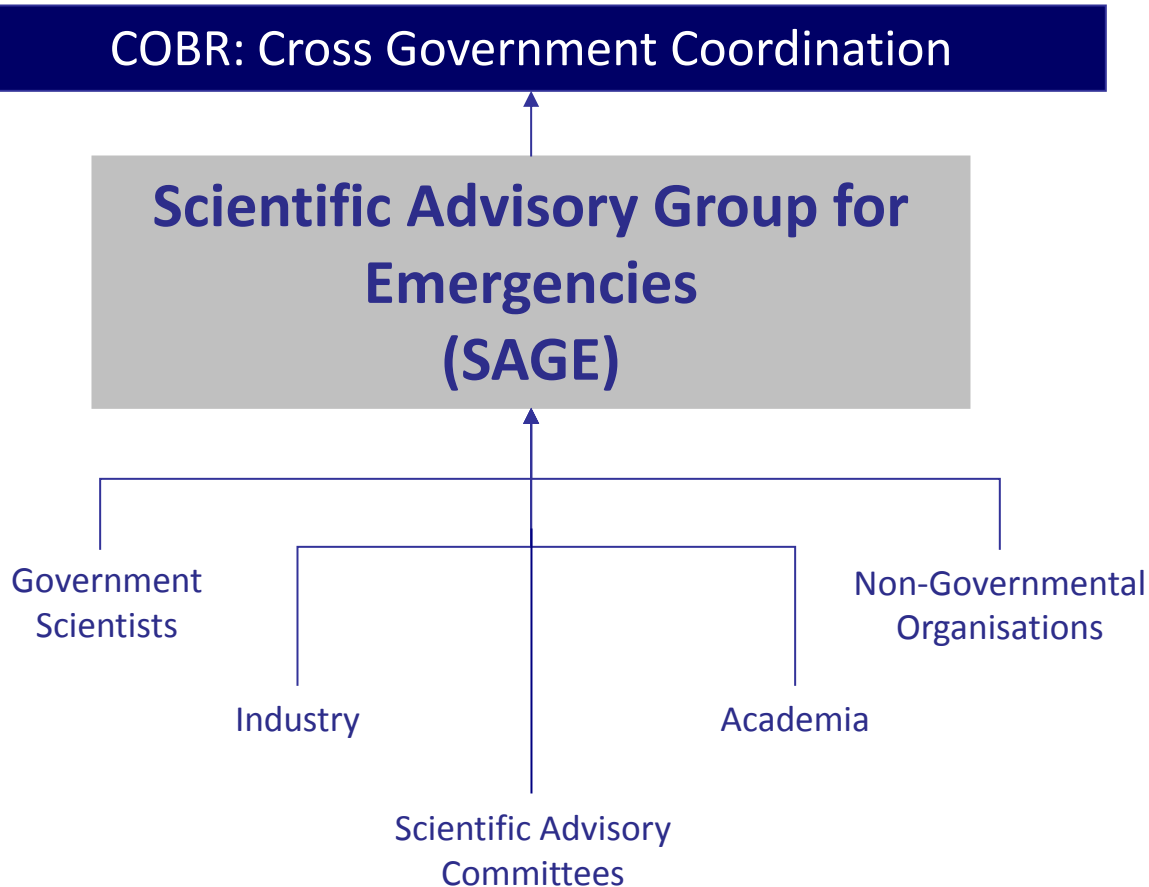 COBR: Cross Government Coordination
Scientific Advisory Group for
Emergencies
(SAGE)
Government
Scientists
Non-Governmental
Organisations
Industry
Academia
Scientific Advisory
Committees